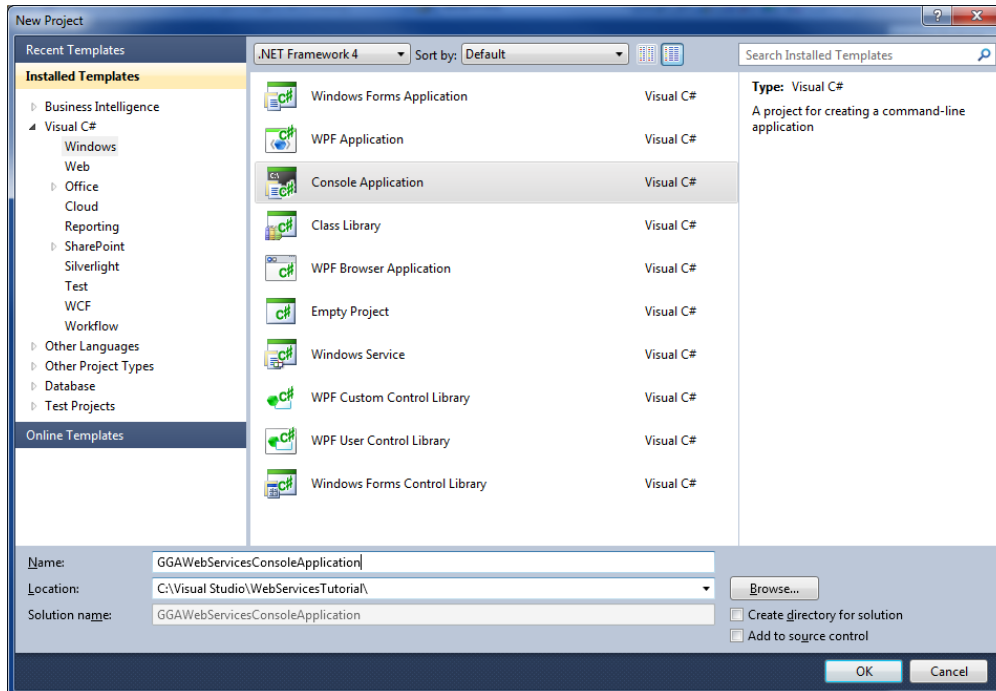 New Project
Recent Templates
Installed Templates
Business Intelligence
Visual C#
Windows
Web
Office
Cloud
Reporting
SharePoint
Silverlight
Test
WCF
Workflow
Other Languages
Other Project Types
Database
Test Projects
Online Templates
.NET Framework 4 Sort by: Default
Windows Forms Application Visual C#
WPF Application Visual C#
Console Application Visual C#
Class Library Visual C#
WPF Browser Application Visual C#
Empty Project Visual C#
Windows Service Visual C#
WPF Custom Control Library Visual C#
WPF User Control Library Visual C#
Windows Forms Control Library Visual C#
Search Installed Templates
Type: Visual C#
A project for creating a command-line
application
Name: GGAWebServicesConsoleApplication
Location: C:\Visual Studio\WebServicesTutorial\ Browse...
Solution name: GGAWebServicesConsoleApplication
Create directory for solution
Add to source control
OK Cancel